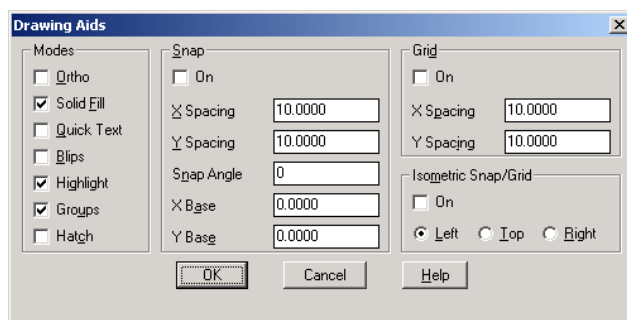 Drawing Aids
Modes
Ortho
Solid Fill
Quick Text
Blips
Highlight
Groups
Hatch
Snap
On
X Spacing 10.0000
Y Spacing 10.0000
Snap Angle 0
X Base 0.0000
Y Base 0.0000
Grid
On
X Spacing 10.0000
Y Spacing 10.0000
Isometric Snap/Grid
On
Left Top Right
OK Cancel Help